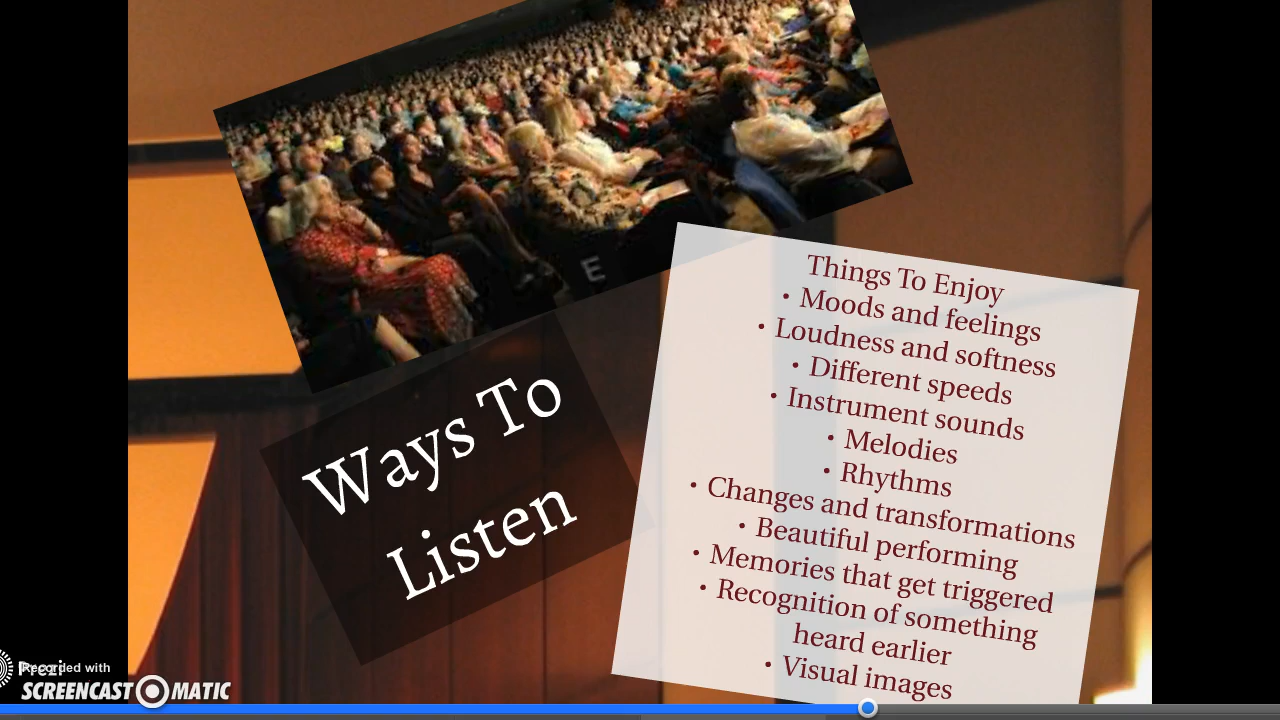 E
Ways To
Listen
Things To Enjoy
• Moods and feelings
• Loudness and softness
• Different speeds
• Instrument sounds
• Melodies
• Rhythms
• Changes and transformations
• Beautiful performing
• Memories that get triggered
• Recognition of something
heard earlier
• Visual images
Prezi
Recorded with
SCREENCAST MATIC